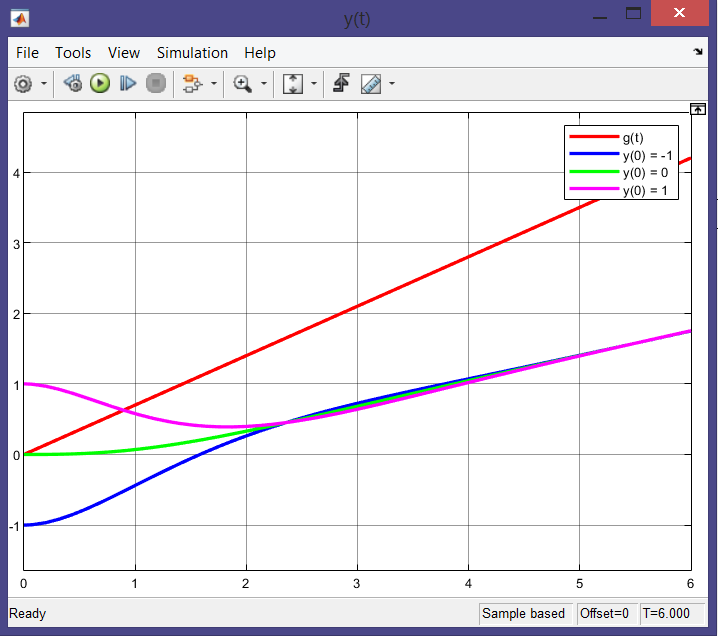 y(t)
File Tools View Simulation Help
g(t)
y(0) = -1
y(0) = 0
y(0) = 1
4
3
2
1
0
-1
0 1 2 3 4 5 6
Ready Sample based Offset=0 T=6.000